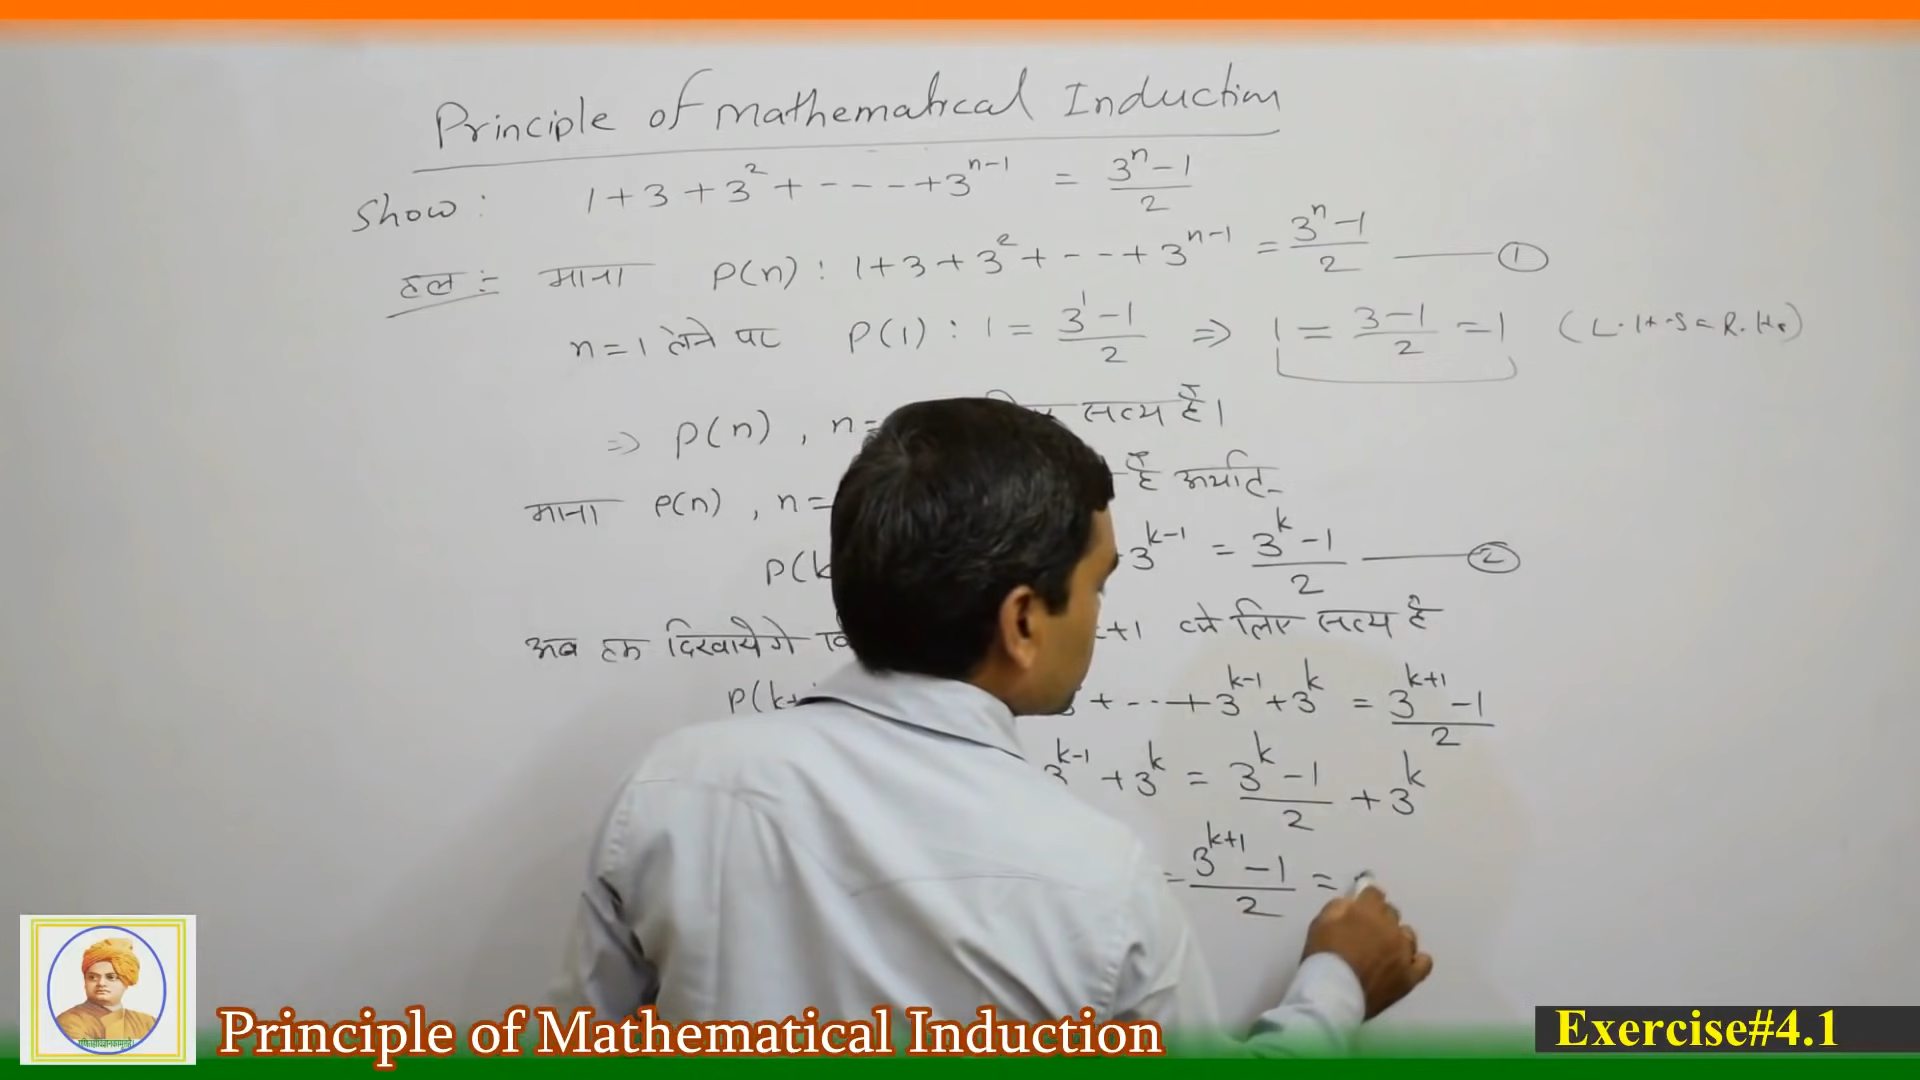 Principle of Mathematical Induction
Show : 1 + 3 + 3² + - - - - + 3ⁿ⁻¹ = (3ⁿ - 1)/2
हल :- माना P(n) : 1 + 3 + 3² + - - - + 3ⁿ⁻¹ = (3ⁿ - 1)/2 —— ①
n = 1 लेने पर P(1) : 1 = (3¹ - 1)/2 ⇒ 1 = (3 - 1)/2 = 1 (L.H.S = R.H.
⇒ P(n) , n = सत्य है।
माना P(n) , n = है अर्थात्-
P(k 3ᵏ⁻¹ = (3ᵏ - 1)/2 —— ②
अब हम दिखायेगे +1 के लिए सत्य है
P(k+ + - - - + 3ᵏ⁻¹ + 3ᵏ = (3ᵏ⁺¹ - 1)/2
3ᵏ⁻¹ + 3ᵏ = (3ᵏ - 1)/2 + 3ᵏ
= (3ᵏ⁺¹ - 1)/2 =
Principle of Mathematical Induction
Exercise#4.1